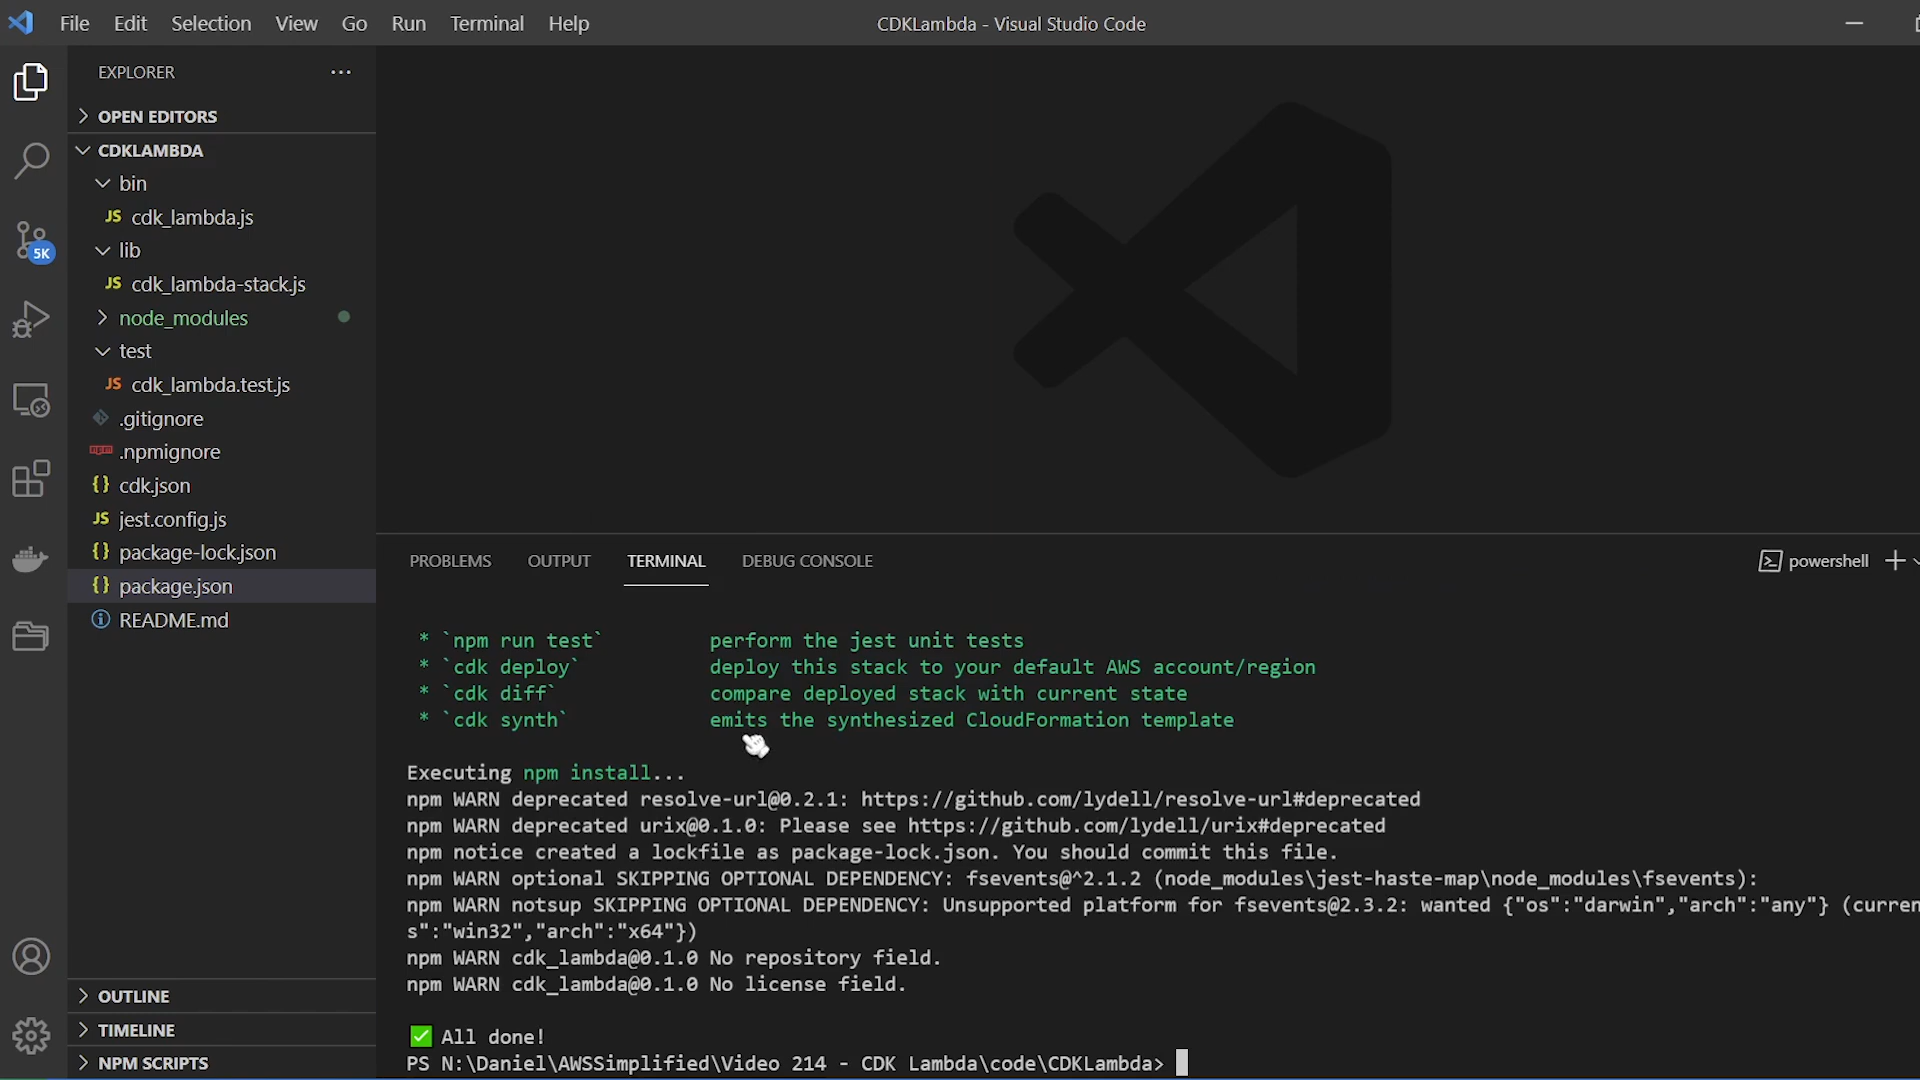 File Edit Selection View Go Run Terminal Help
CDKLambda - Visual Studio Code
EXPLORER
OPEN EDITORS
CDKLAMBDA
bin
JS cdk_lambda.js
lib
5K
JS cdk_lambda-stack.js
node_modules
test
JS cdk_lambda.test.js
.gitignore
npm .npmignore
{} cdk.json
JS jest.config.js
{} package-lock.json
{} package.json
README.md
OUTLINE
TIMELINE
NPM SCRIPTS
PROBLEMS OUTPUT TERMINAL DEBUG CONSOLE
powershell
* `npm run test` perform the jest unit tests
* `cdk deploy` deploy this stack to your default AWS account/region
* `cdk diff` compare deployed stack with current state
* `cdk synth` emits the synthesized CloudFormation template
Executing npm install...
npm WARN deprecated resolve-url@0.2.1: https://github.com/lydell/resolve-url#deprecated
npm WARN deprecated urix@0.1.0: Please see https://github.com/lydell/urix#deprecated
npm notice created a lockfile as package-lock.json. You should commit this file.
npm WARN optional SKIPPING OPTIONAL DEPENDENCY: fsevents@^2.1.2 (node_modules\jest-haste-map\node_modules\fsevents):
npm WARN notsup SKIPPING OPTIONAL DEPENDENCY: Unsupported platform for fsevents@2.3.2: wanted {"os":"darwin","arch":"any"} (curren
s":"win32","arch":"x64"})
npm WARN cdk_lambda@0.1.0 No repository field.
npm WARN cdk_lambda@0.1.0 No license field.
✅ All done!
PS N:\Daniel\AWSSimplified\Video 214 - CDK Lambda\code\CDKLambda>